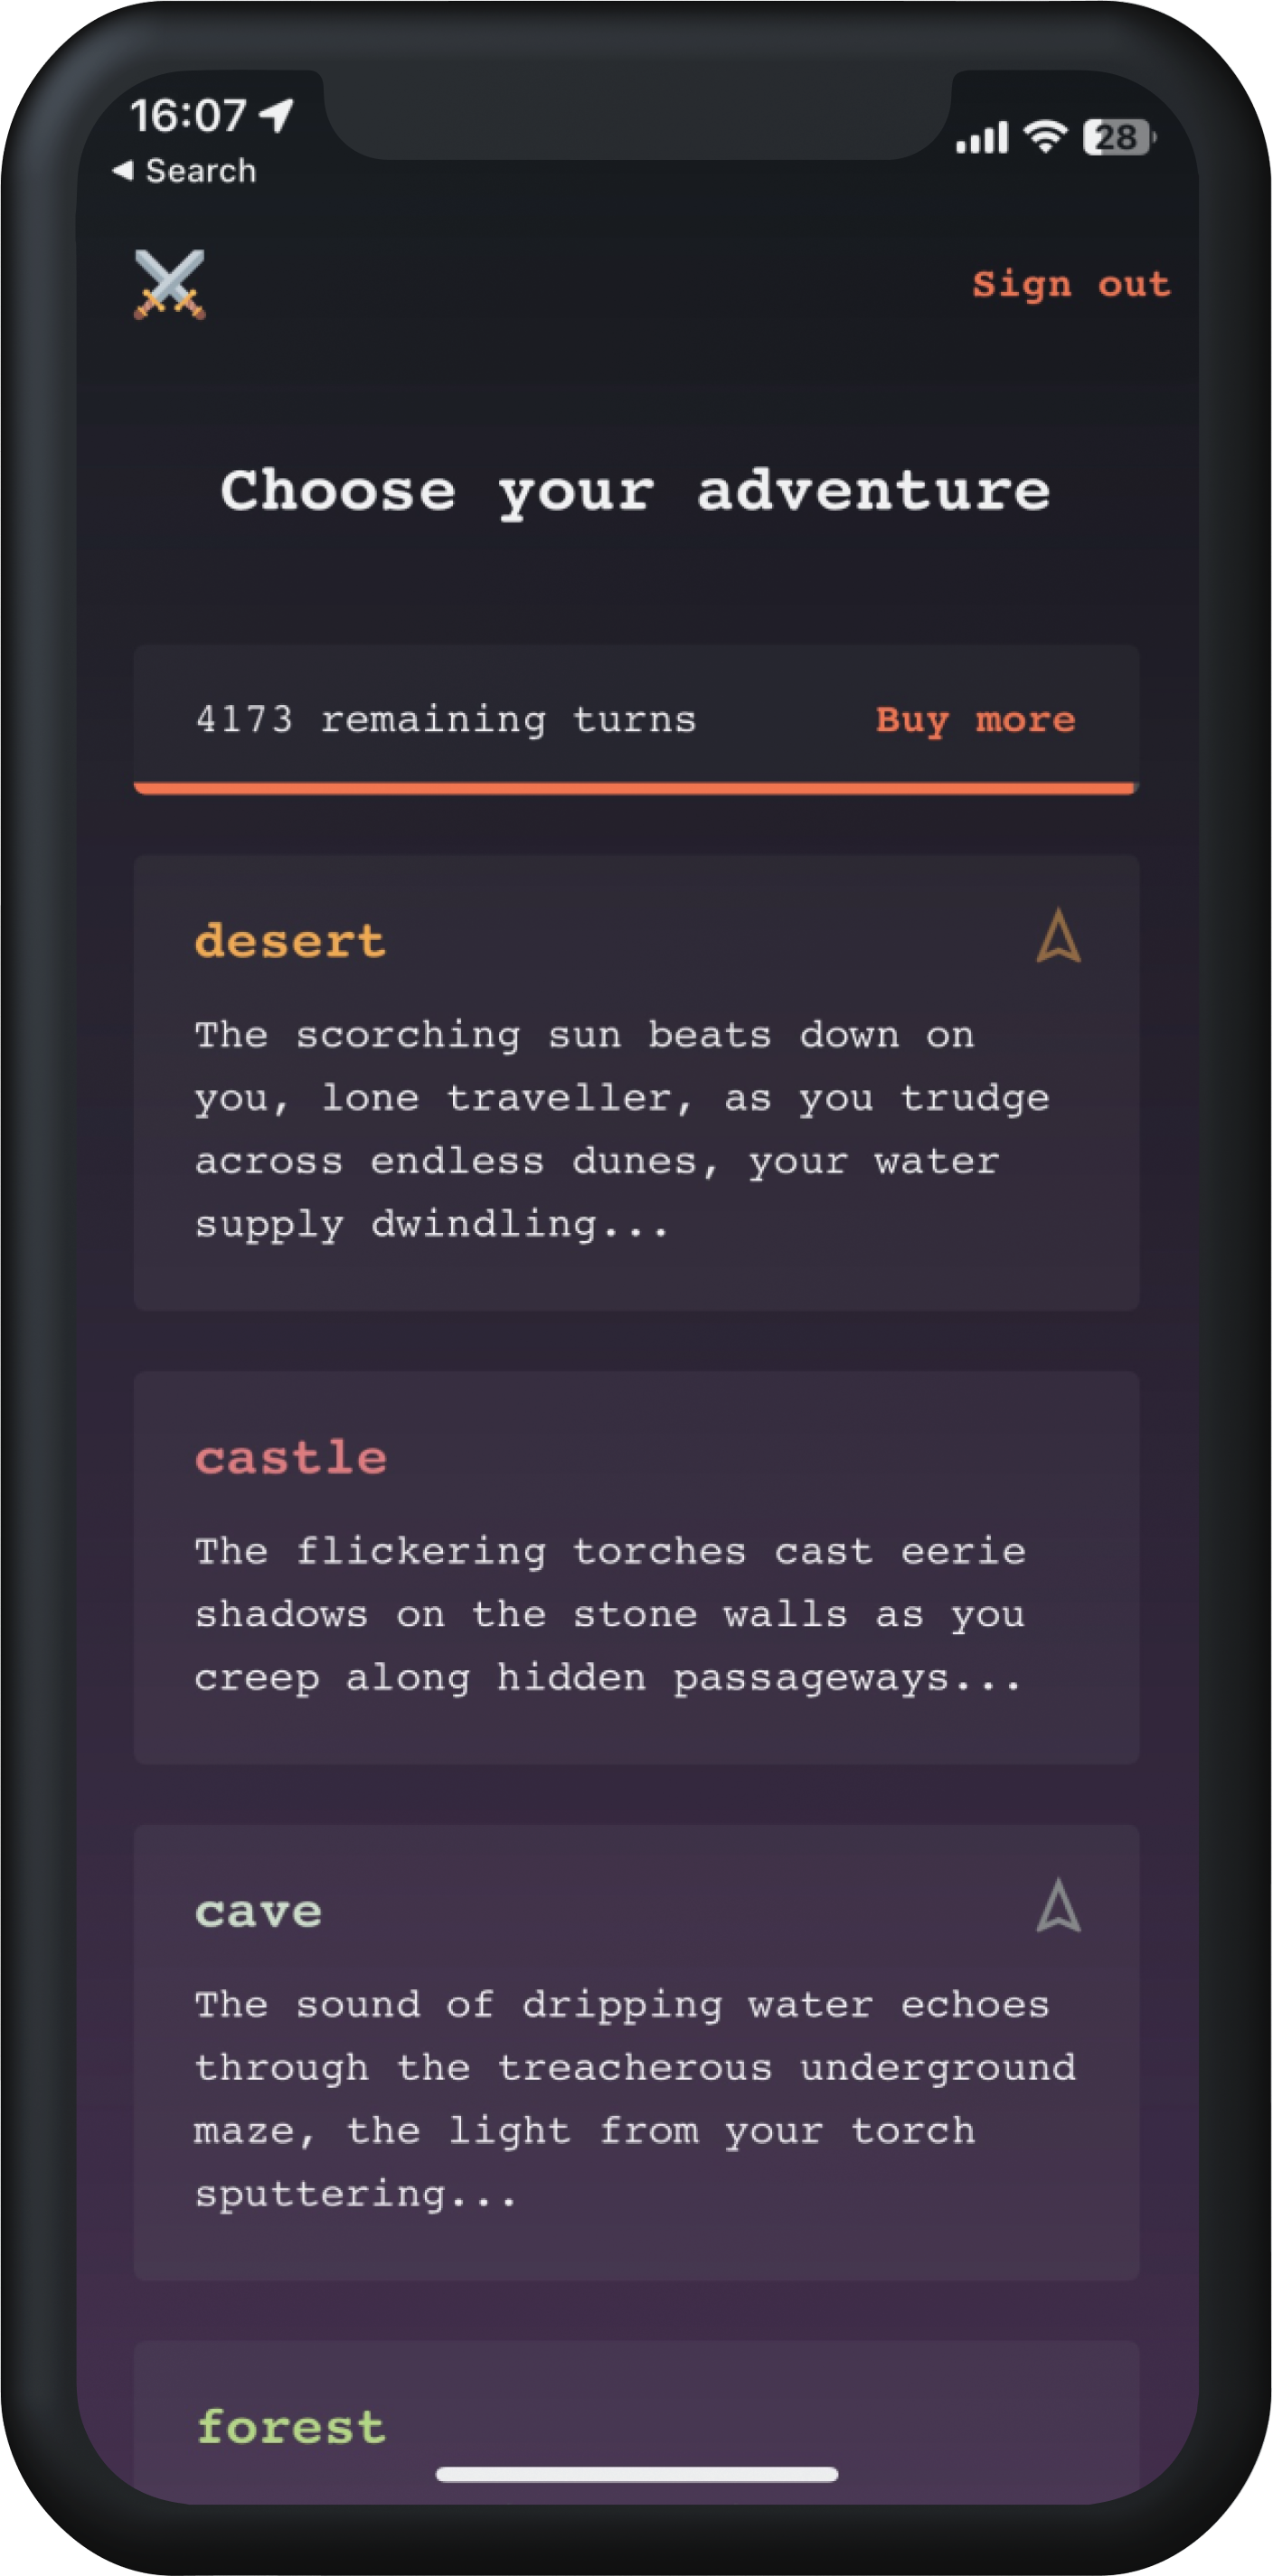 16:07
Search
28
Sign out
Choose your adventure
4173 remaining turns
Buy more
desert
The scorching sun beats down on
you, lone traveller, as you trudge
across endless dunes, your water
supply dwindling...
castle
The flickering torches cast eerie
shadows on the stone walls as you
creep along hidden passageways...
cave
The sound of dripping water echoes
through the treacherous underground
maze, the light from your torch
sputtering...
forest